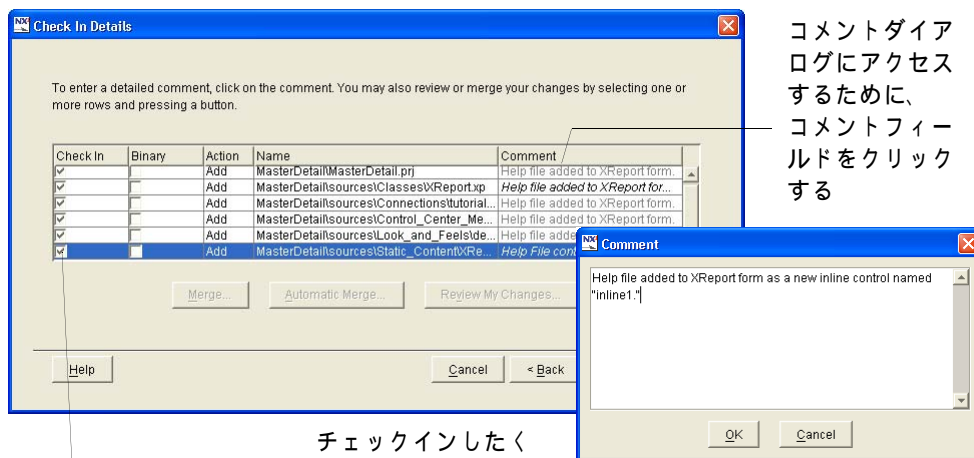 Check In Details
コメントダイア
ログにアクセス
するために、
コメントフィー
ルドをクリック
する
To enter a detailed comment, click on the comment. You may also review or merge your changes by selecting one or
more rows and pressing a button.
Check In Binary Action Name Comment
Add MasterDetail\MasterDetail.prj Help file added to XReport form.
Add MasterDetail\sources\Classes\XReport.xp Help file added to XReport for...
Add MasterDetail\sources\Connections\tutorial... Help file added to XReport form.
Add MasterDetail\sources\Control_Center_Me... Help file added to XReport form.
Add MasterDetail\sources\Look_and_Feels\de... Help file
Add MasterDetail\sources\Static_Content\XRe... Help File
Merge... Automatic Merge... Review My Changes...
Help Cancel < Back
Comment
Help file added to XReport form as a new inline control named
"inline1."
OK Cancel
チェックインしたく